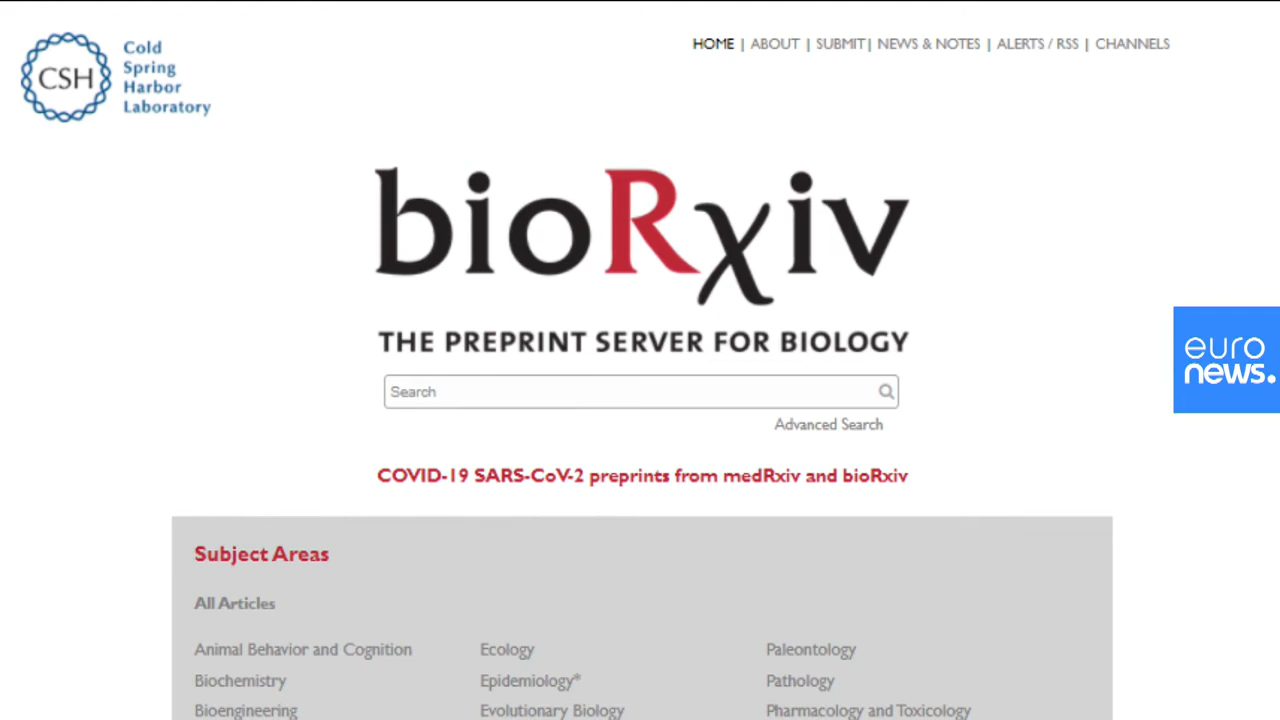 Cold
Spring
Harbor
Laboratory
CSH
HOME | ABOUT | SUBMIT| NEWS & NOTES | ALERTS / RSS | CHANNELS
bioRxiv
THE PREPRINT SERVER FOR BIOLOGY
Search
Advanced Search
euro
news.
COVID-19 SARS-CoV-2 preprints from medRxiv and bioRxiv
Subject Areas
All Articles
Animal Behavior and Cognition
Ecology
Paleontology
Biochemistry
Epidemiology*
Pathology
Bioengineering
Evolutionary Biology
Pharmacology and Toxicology